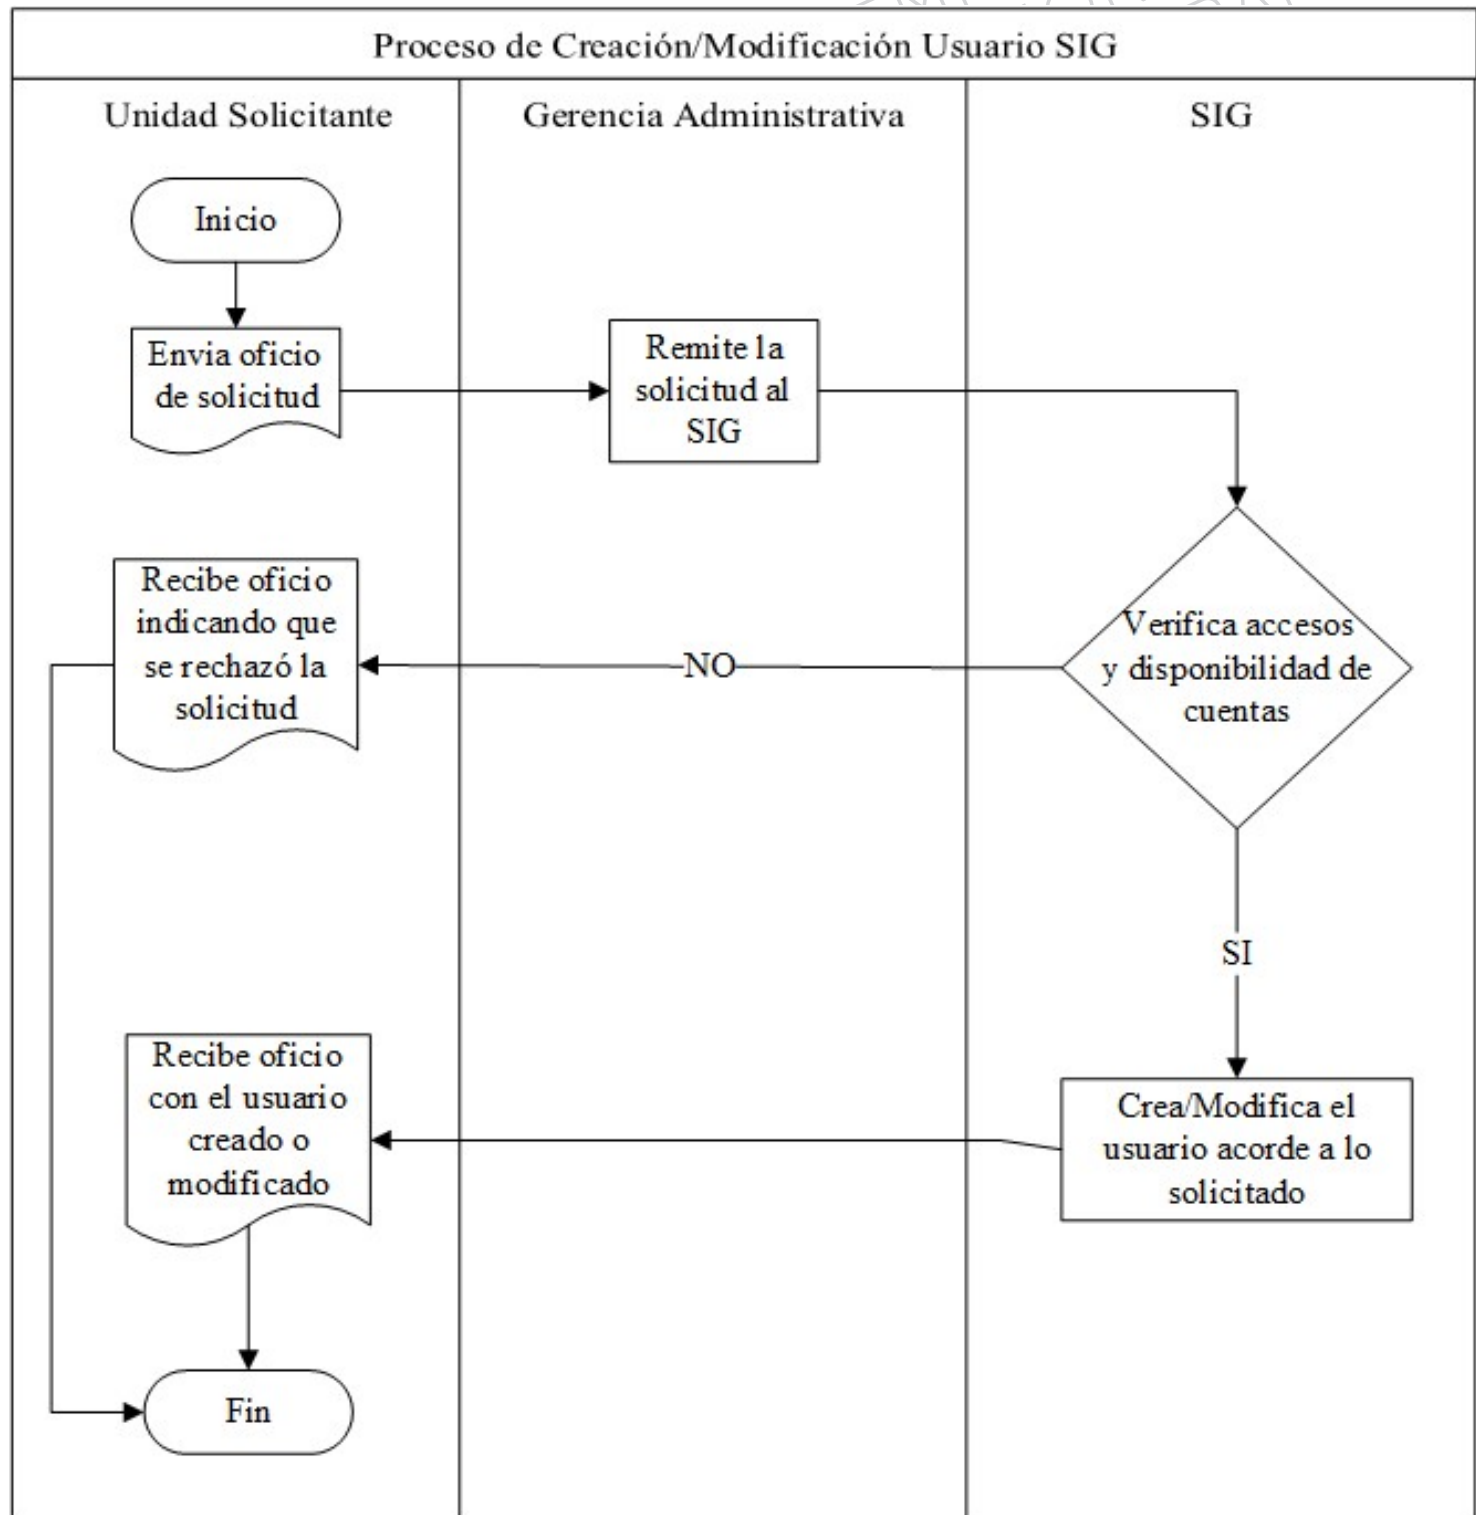 Proceso de Creación/Modificación Usuario SIG
Unidad Solicitante
Gerencia Administrativa
SIG
Inicio
Envia oficio
de solicitud
Remite la
solicitud al
SIG
Verifica accesos
y disponibilidad de
cuentas
NO
Recibe oficio
indicando que
se rechazó la
solicitud
SI
Crea/Modifica el
usuario acorde a lo
solicitado
Recibe oficio
con el usuario
creado o
modificado
Fin